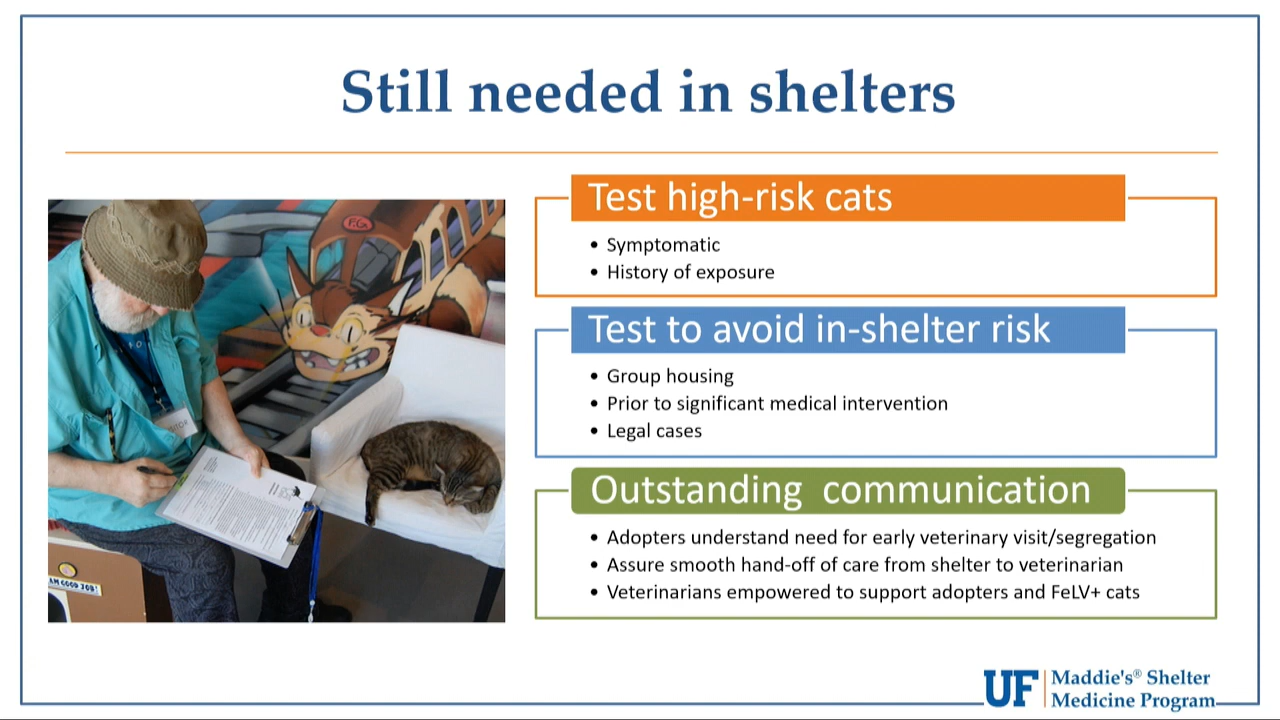 Still needed in shelters
Test high-risk cats
• Symptomatic
• History of exposure
Test to avoid in-shelter risk
• Group housing
• Prior to significant medical intervention
• Legal cases
Outstanding communication
• Adopters understand need for early veterinary visit/segregation
• Assure smooth hand-off of care from shelter to veterinarian
• Veterinarians empowered to support adopters and FeLV+ cats
AM GOOD JOB!
UF Maddie's® Shelter
Medicine Program